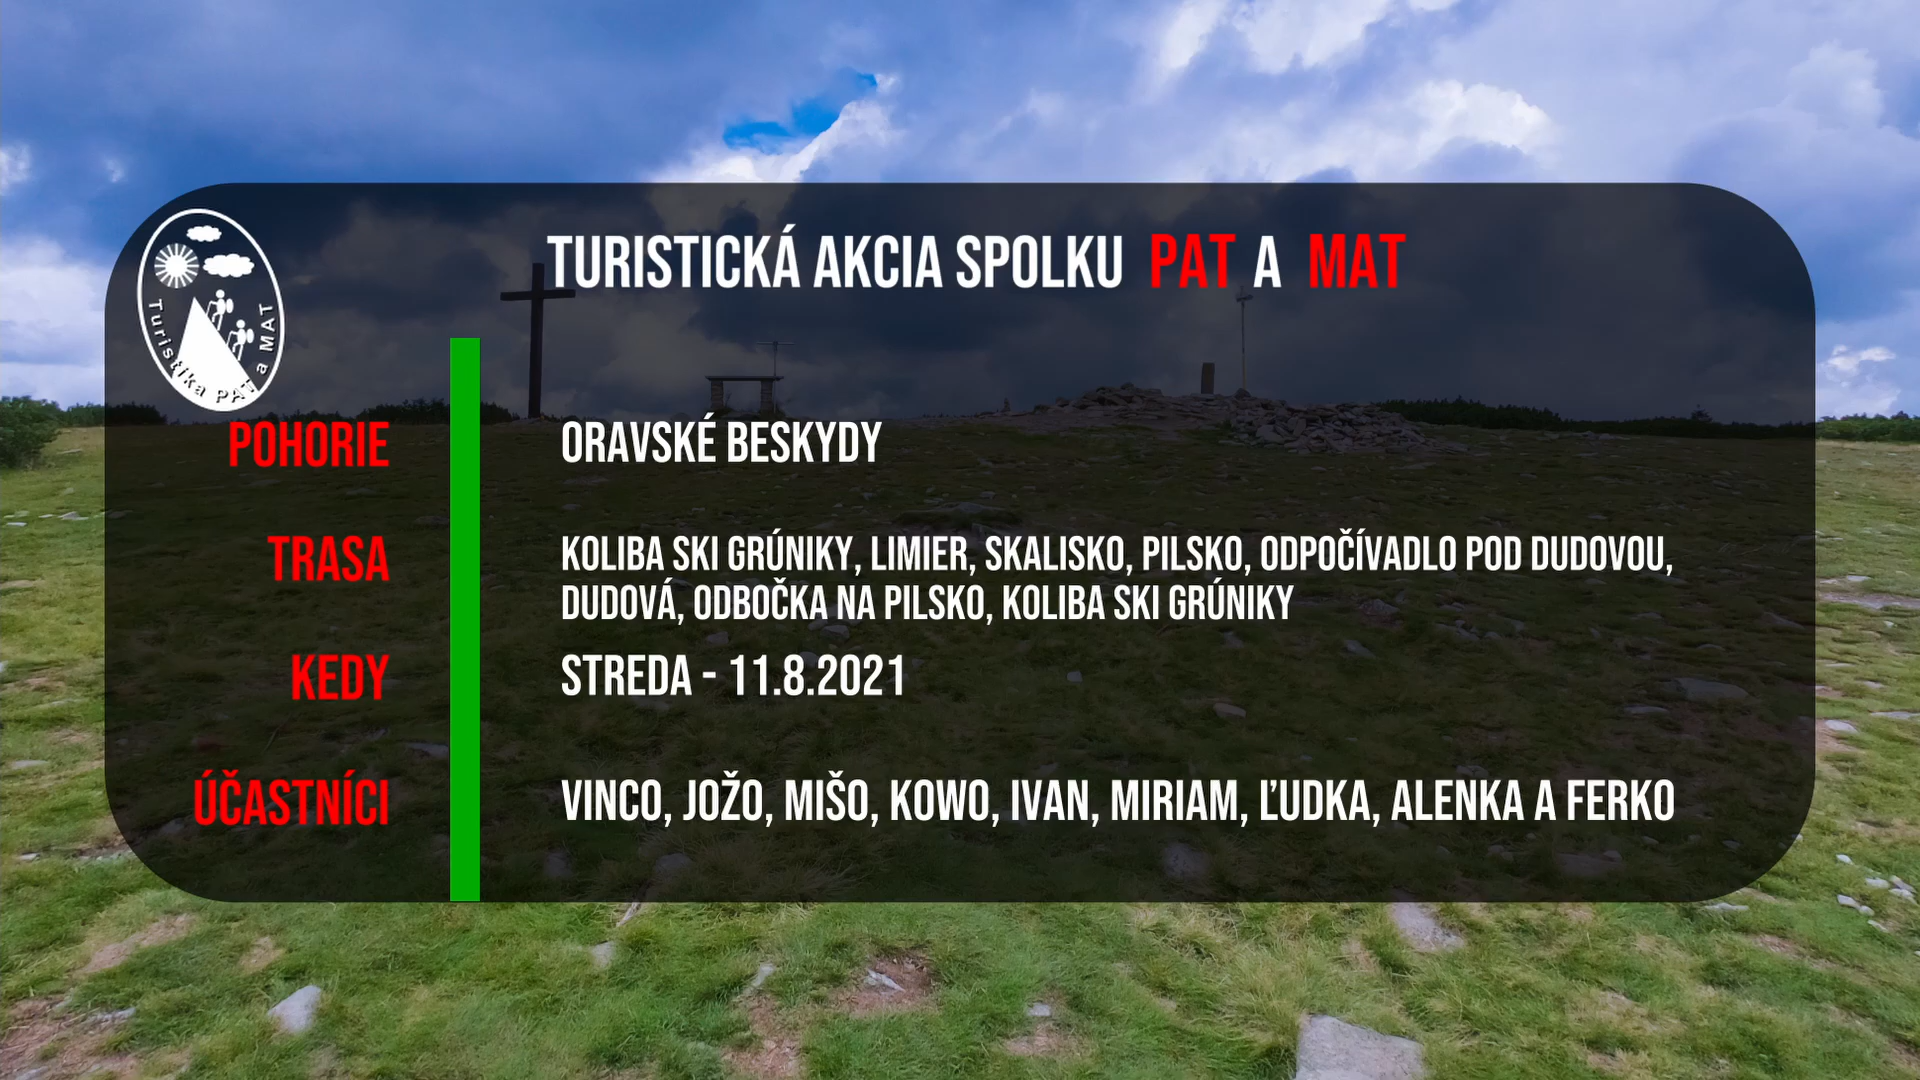 TURISTICKÁ AKCIA SPOLKU PAT A MAT
Turistika PAT a MAT
POHORIE
ORAVSKÉ BESKYDY
TRASA
KOLIBA SKI GRÚNIKY, LIMIER, SKALISKO, PILSKO, ODPOČÍVADLO POD DUDOVOU,
DUDOVÁ, ODBOČKA NA PILSKO, KOLIBA SKI GRÚNIKY
KEDY
STREDA - 11.8.2021
ÚČASTNÍCI
VINCO, JOŽO, MIŠO, KOWO, IVAN, MIRIAM, ĽUDKA, ALENKA A FERKO